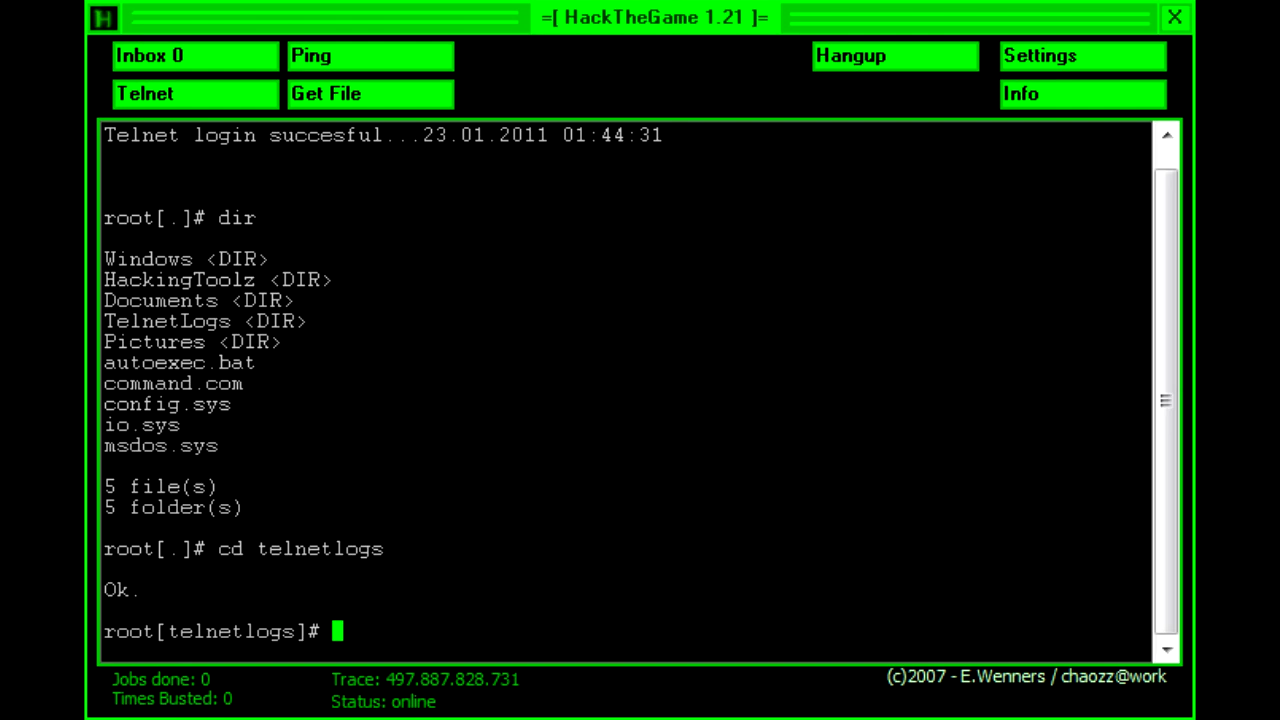 H
=[ HackTheGame 1.21 ]=
X
Inbox 0
Ping
Hangup
Settings
Telnet
Get File
Info
Telnet login succesful...23.01.2011 01:44:31
root[.]# dir
Windows <DIR>
HackingToolz <DIR>
Documents <DIR>
TelnetLogs <DIR>
Pictures <DIR>
autoexec.bat
command.com
config.sys
io.sys
msdos.sys
5 file(s)
5 folder(s)
root[.]# cd telnetlogs
Ok.
root[telnetlogs]#
Jobs done: 0
Trace: 497.887.828.731
(c)2007 - E.Wenners / chaozz@work
Times Busted: 0
Status: online